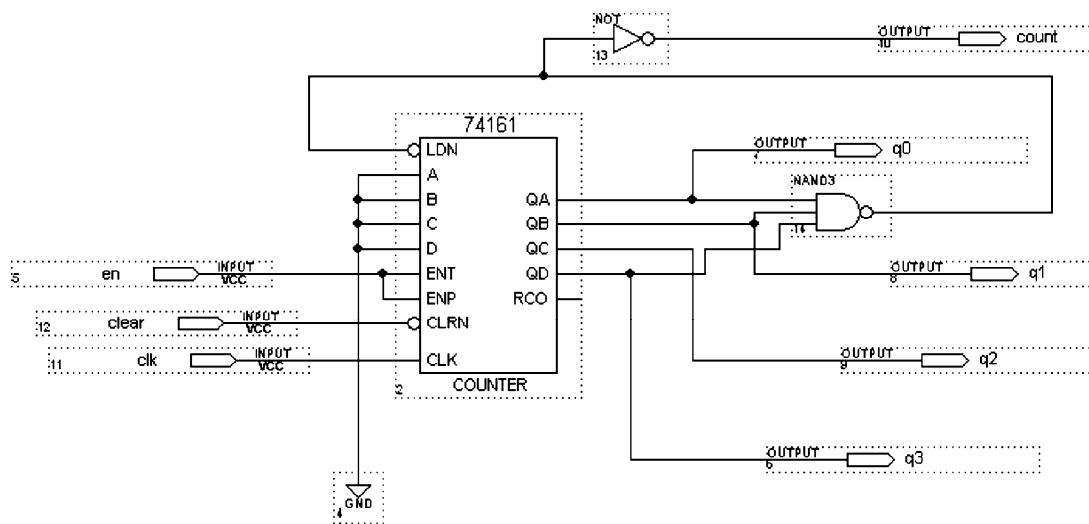 NOT
13
OUTPUT
10
count
74161
LDN
A
B
C
D
ENT
ENP
CLRN
CLK
QA
QB
QC
QD
RCO
COUNTER
2
OUTPUT
q0
NAND3
14
OUTPUT
8
q1
OUTPUT
9
q2
OUTPUT
6
q3
5
en
INPUT
VCC
12
clear
INPUT
VCC
11
clk
INPUT
VCC
4
GND